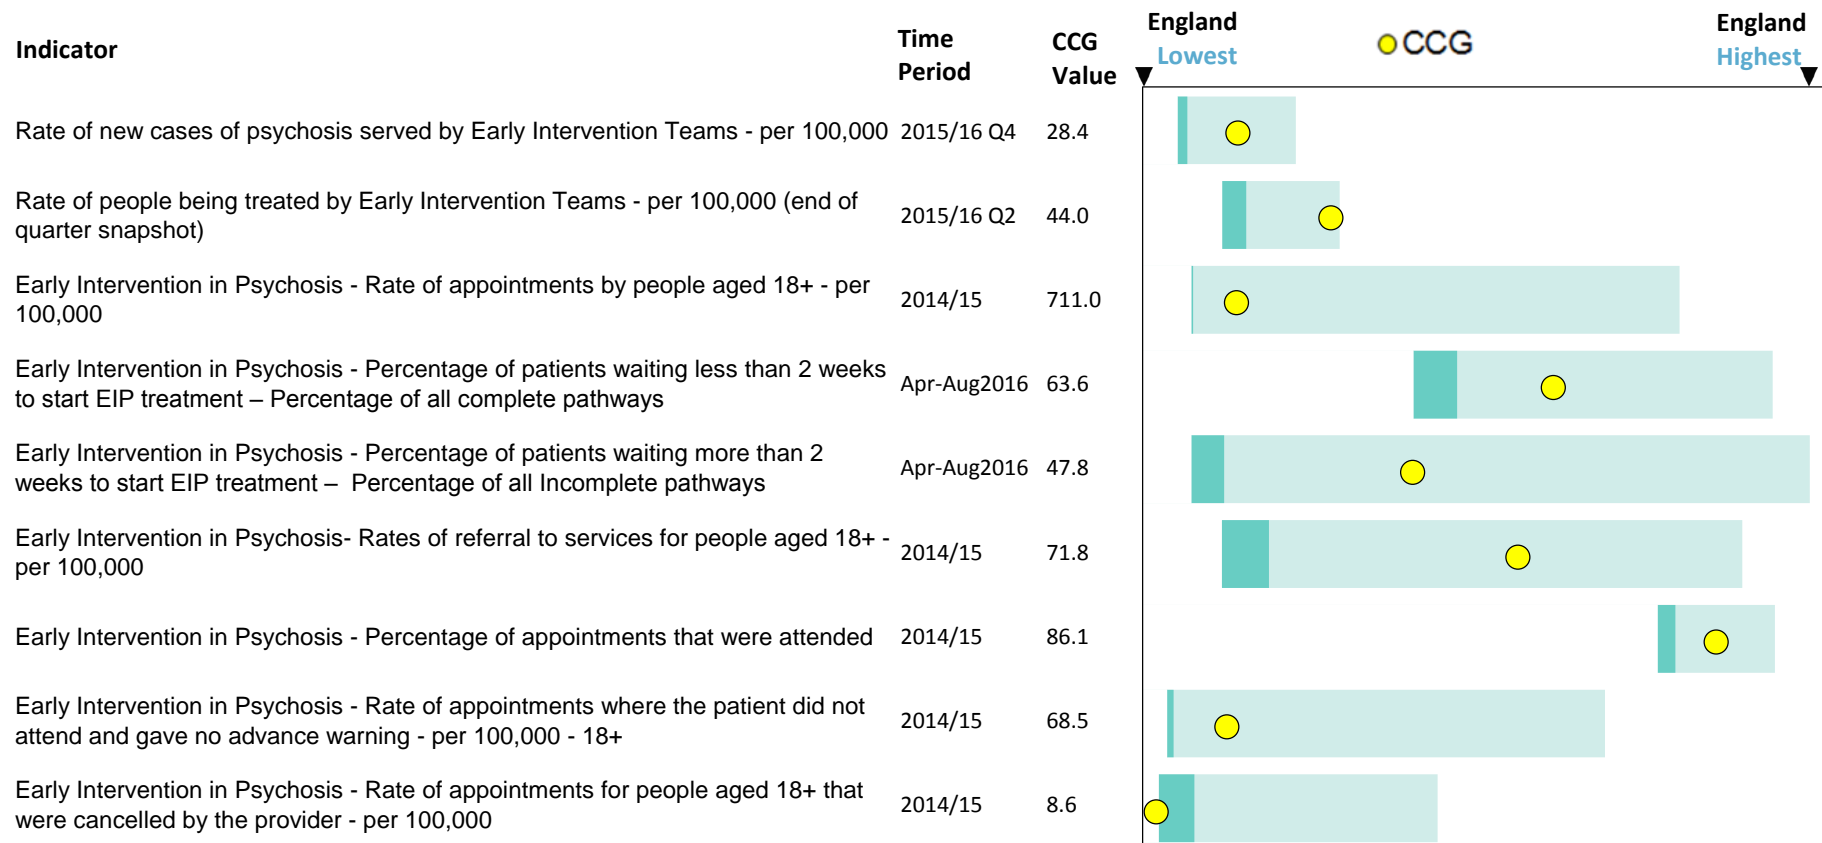 Indicator
Time
Period
CCG
Value
England
Lowest
CCG
England
Highest
Rate of new cases of psychosis served by Early Intervention Teams - per 100,000 2015/16 Q4 28.4
Rate of people being treated by Early Intervention Teams - per 100,000 (end of
quarter snapshot)
2015/16 Q2 44.0
Early Intervention in Psychosis - Rate of appointments by people aged 18+ - per
100,000
2014/15 711.0
Early Intervention in Psychosis - Percentage of patients waiting less than 2 weeks
to start EIP treatment – Percentage of all complete pathways
Apr-Aug2016 63.6
Early Intervention in Psychosis - Percentage of patients waiting more than 2
weeks to start EIP treatment –  Percentage of all Incomplete pathways
Apr-Aug2016 47.8
Early Intervention in Psychosis- Rates of referral to services for people aged 18+ -
per 100,000
2014/15 71.8
Early Intervention in Psychosis - Percentage of appointments that were attended 2014/15 86.1
Early Intervention in Psychosis - Rate of appointments where the patient did not
attend and gave no advance warning - per 100,000 - 18+
2014/15 68.5
Early Intervention in Psychosis - Rate of appointments for people aged 18+ that
were cancelled by the provider - per 100,000
2014/15 8.6